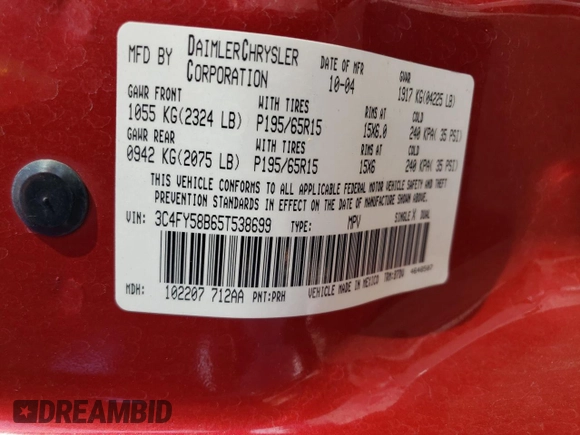 MFD BY DAIMLERCHRYSLER CORPORATION
DATE OF MFR 10-04
GVWR 1917 KG(04225 LB)
GAWR FRONT WITH TIRES RIMS AT COLD
1055 KG(2324 LB) P195/65R15 15X6.0 240 KPA( 35 PSI)
GAWR REAR WITH TIRES RIMS AT COLD
0942 KG(2075 LB) P195/65R15 15X6 240 KPA( 35 PSI)
THIS VEHICLE CONFORMS TO ALL APPLICABLE FEDERAL MOTOR VEHICLE SAFETY AND THEFT
PREVENTION STANDARDS IN EFFECT ON THE DATE OF MANUFACTURE SHOWN ABOVE.
VIN: 3C4FY58B65T538699 TYPE: MPV SINGLE X DUAL
MDH: 102207 712AA PNT:PRH VEHICLE MADE IN MEXICO
DREAMBID